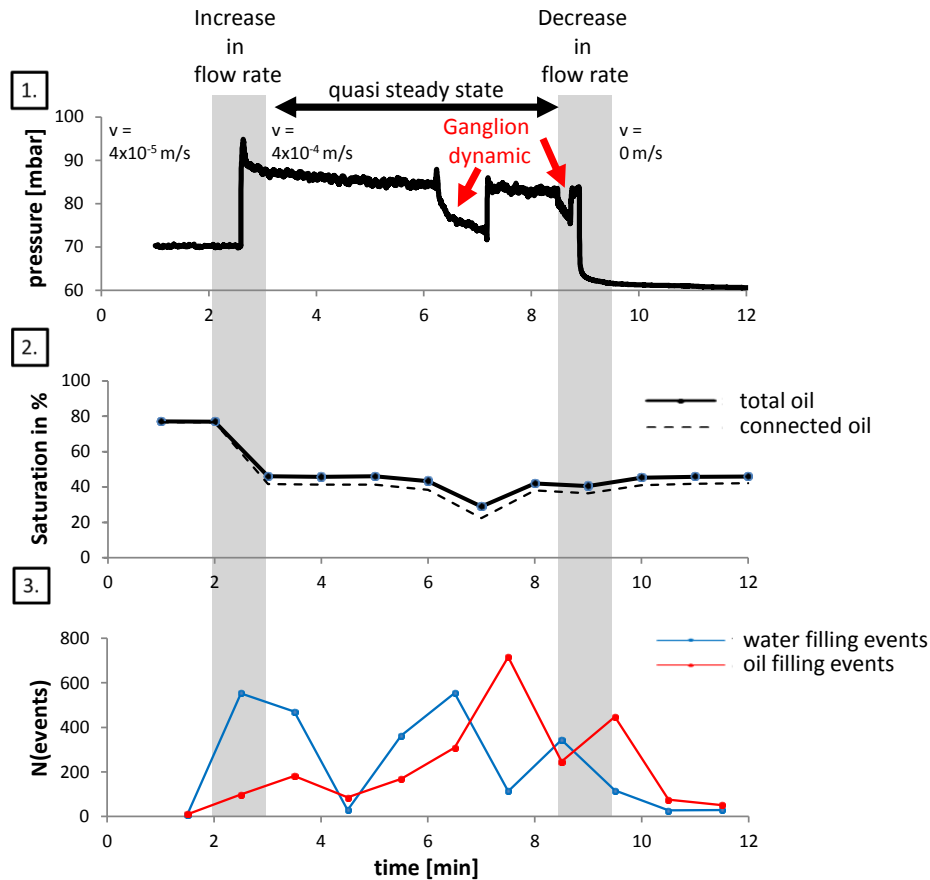 Increase
in
flow rate
Decrease
in
flow rate
1.
quasi steady state
v =
4x10⁻⁵ m/s
v =
4x10⁻⁴ m/s
Ganglion
dynamic
v =
0 m/s
pressure [mbar]
100
90
80
70
60
0 2 4 6 8 10 12
2.
Saturation in %
100
80
60
40
20
0
total oil
connected oil
0 2 4 6 8 10 12
3.
N(events)
800
600
400
200
0
water filling events
oil filling events
0 2 4 6 8 10 12
time [min]